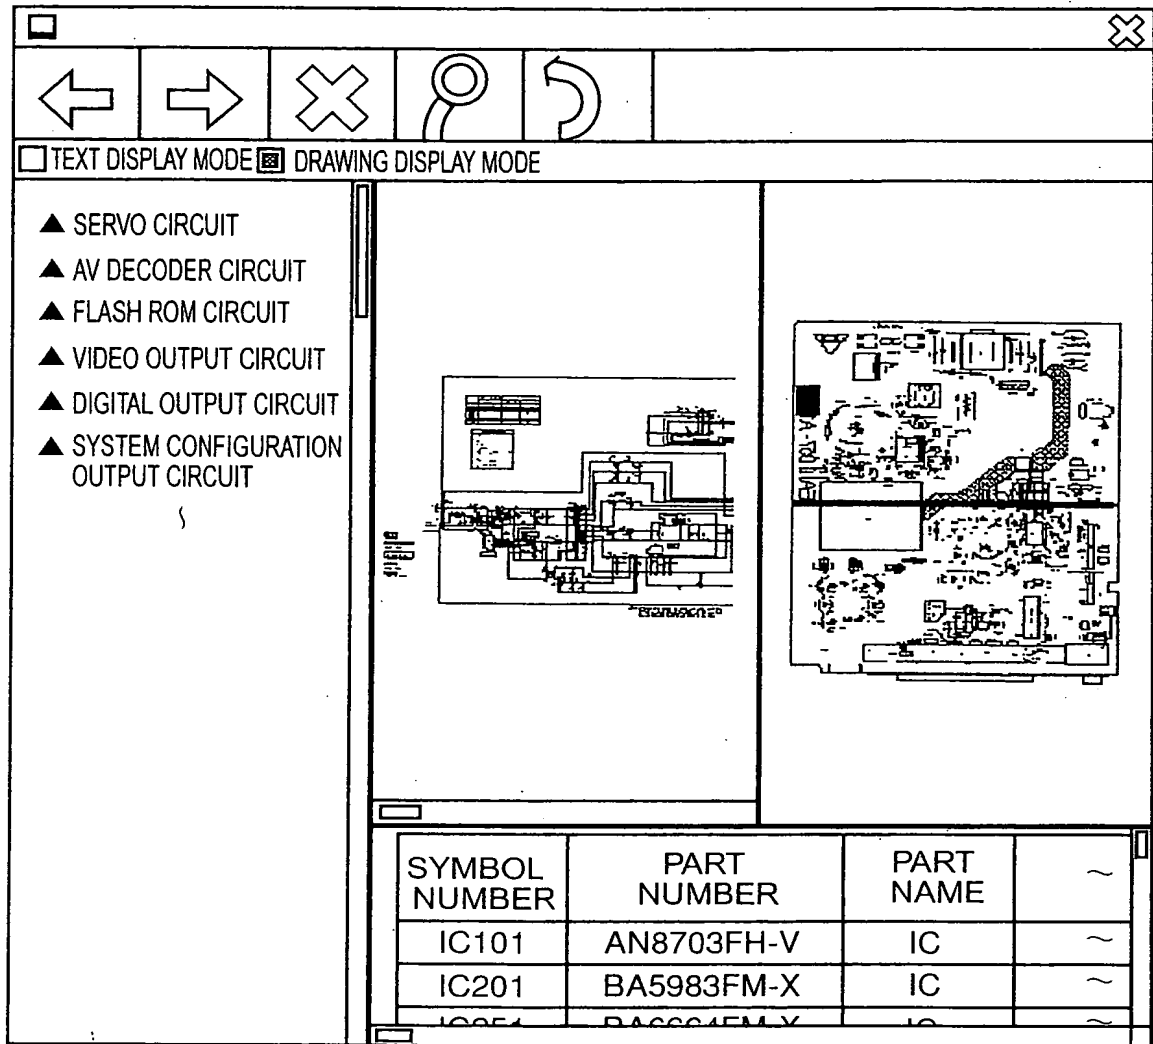 TEXT DISPLAY MODE DRAWING DISPLAY MODE
▲ SERVO CIRCUIT
▲ AV DECODER CIRCUIT
▲ FLASH ROM CIRCUIT
▲ VIDEO OUTPUT CIRCUIT
▲ DIGITAL OUTPUT CIRCUIT
▲ SYSTEM CONFIGURATION
OUTPUT CIRCUIT
SYMBOL NUMBER PART NUMBER PART NAME ~
IC101 AN8703FH-V IC ~
IC201 BA5983FM-X IC ~